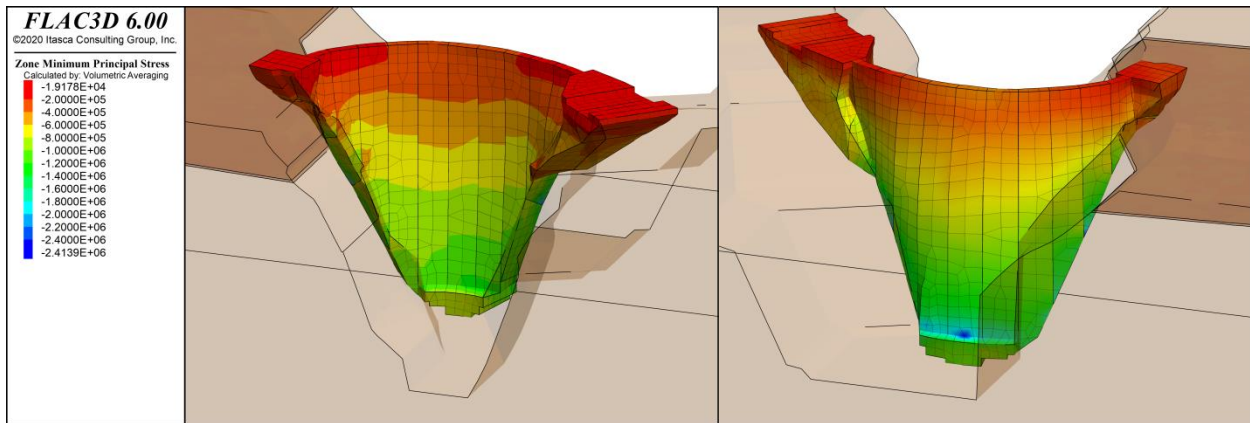 FLAC3D 6.00
©2020 Itasca Consulting Group, Inc.
Zone Minimum Principal Stress
Calculated by: Volumetric Averaging
-1.9178E+04
-2.0000E+05
-4.0000E+05
-6.0000E+05
-8.0000E+05
-1.0000E+06
-1.2000E+06
-1.4000E+06
-1.6000E+06
-1.8000E+06
-2.0000E+06
-2.2000E+06
-2.4000E+06
-2.4139E+06